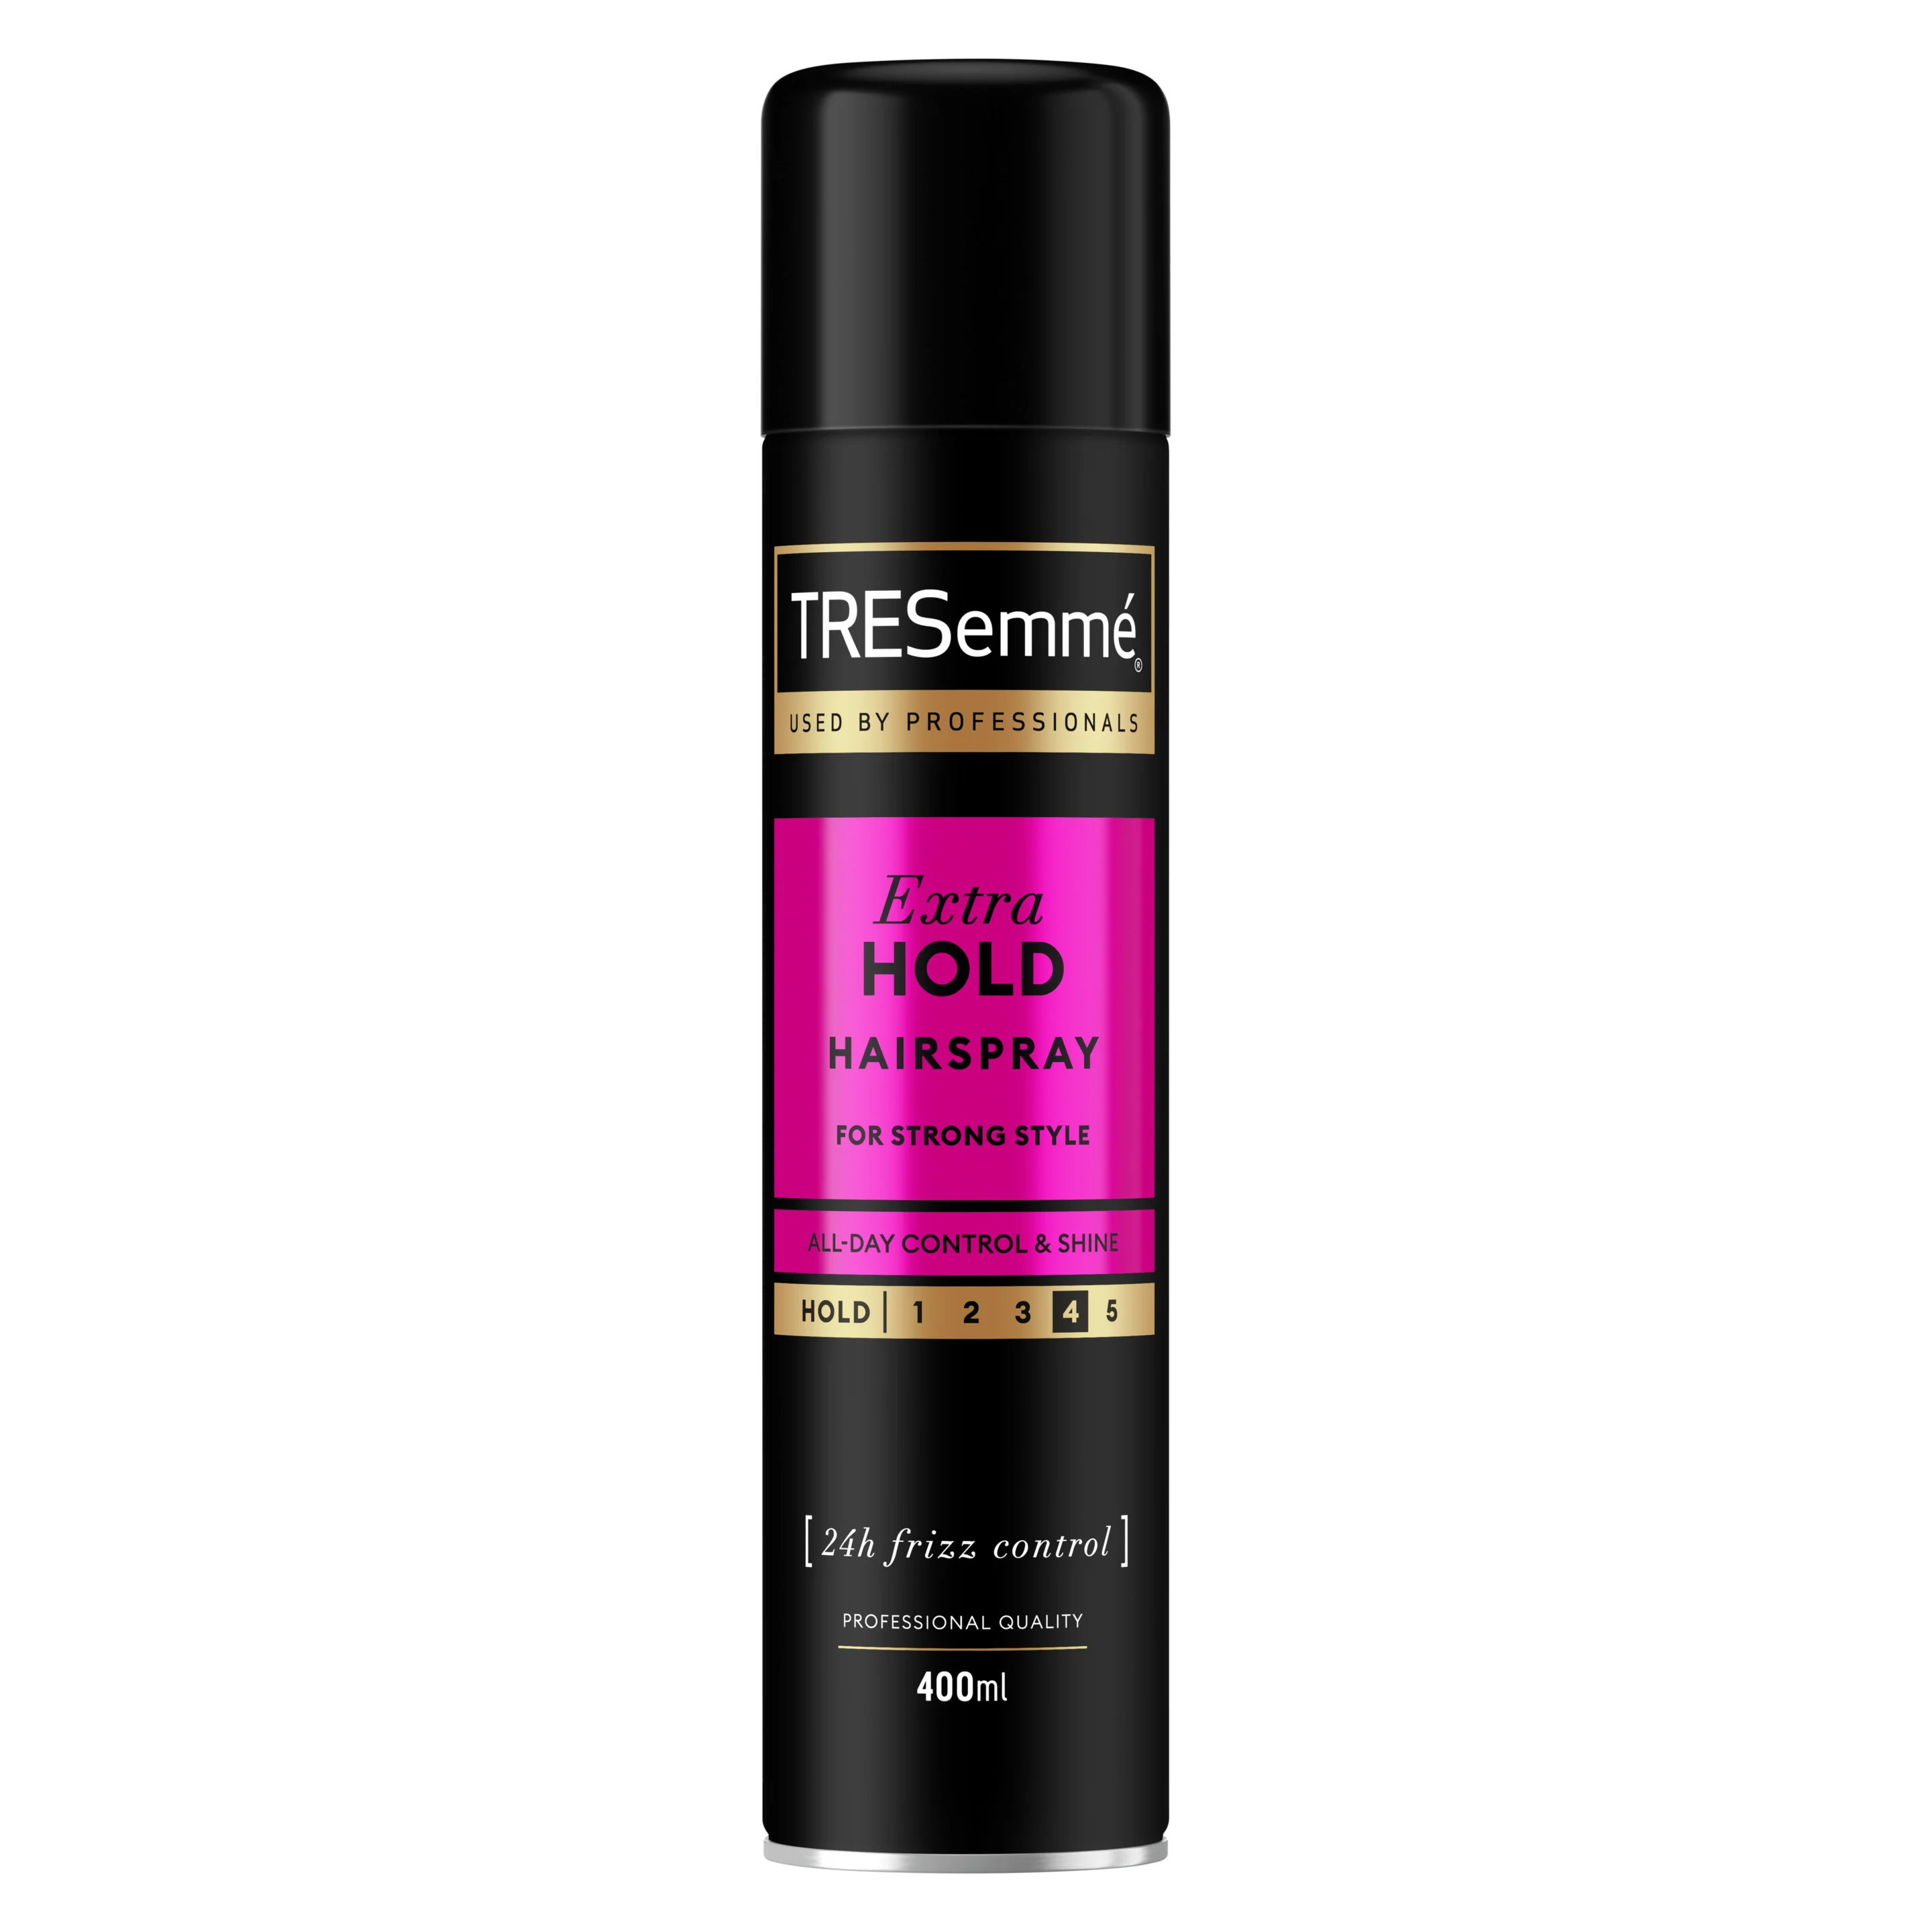 TRESemmé®
USED BY PROFESSIONALS
Extra
HOLD
HAIRSPRAY
FOR STRONG STYLE
ALL-DAY CONTROL & SHINE
HOLD | 1 2 3 4 5
[24h frizz control]
PROFESSIONAL QUALITY
400ml